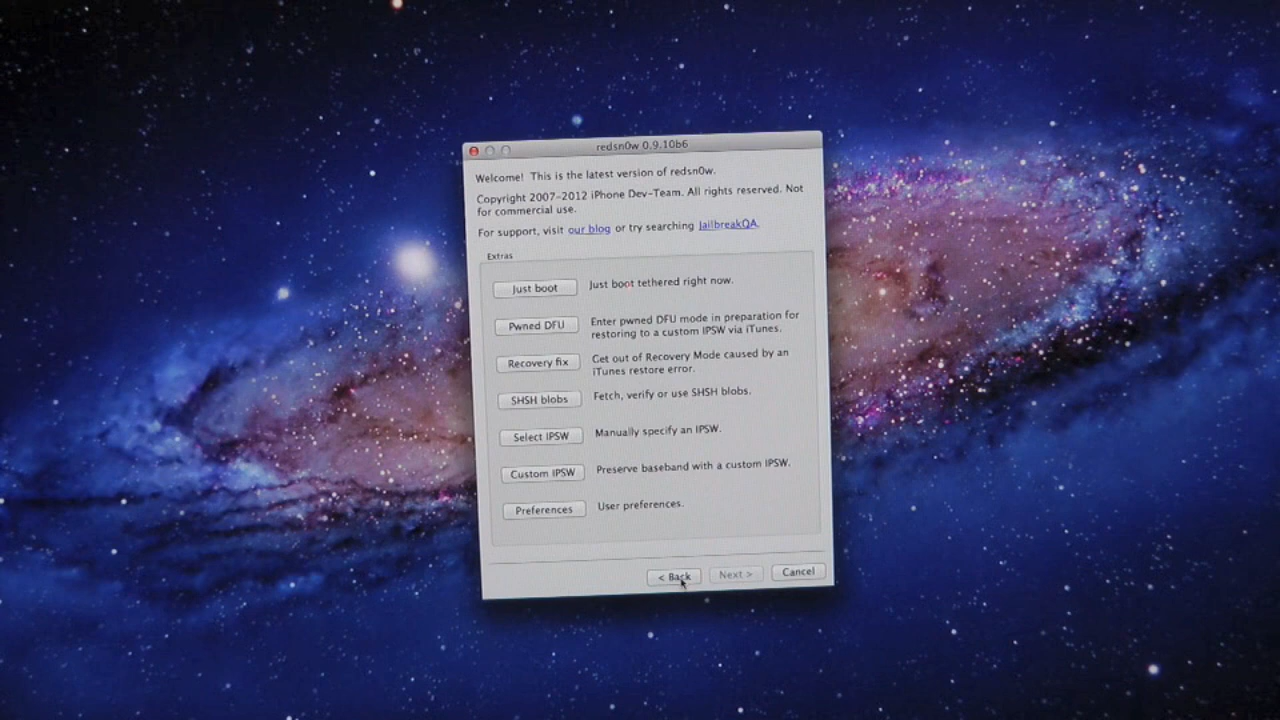 redsn0w 0.9.10b6
Welcome! This is the latest version of redsn0w.
Copyright 2007-2012 iPhone Dev-Team. All rights reserved. Not
for commercial use.
For support, visit our blog or try searching JailbreakQA.
Extras
Just boot Just boot tethered right now.
Pwned DFU Enter pwned DFU mode in preparation for
restoring to a custom IPSW via iTunes.
Recovery fix Get out of Recovery Mode caused by an
iTunes restore error.
SHSH blobs Fetch, verify or use SHSH blobs.
Select IPSW Manually specify an IPSW.
Custom IPSW Preserve baseband with a custom IPSW.
Preferences User preferences.
< Back Next > Cancel